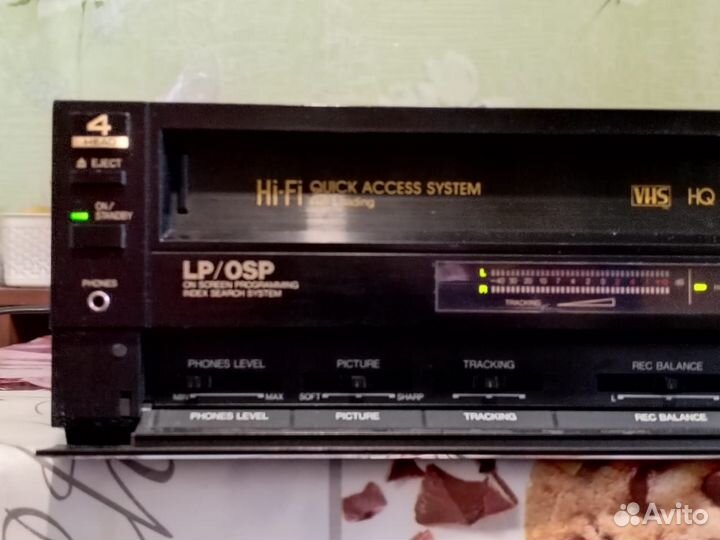 4
HEAD
EJECT
ON/
STANDBY
PHONES
Hi-Fi QUICK ACCESS SYSTEM
VHS HQ
LP/OSP
ON SCREEN PROGRAMMING
INDEX SEARCH SYSTEM
L
R
dB
TRACKING
PHONES LEVEL PICTURE TRACKING REC BALANCE
MIN MAX SOFT SHARP L
PHONES LEVEL PICTURE TRACKING REC BALANCE
Avito